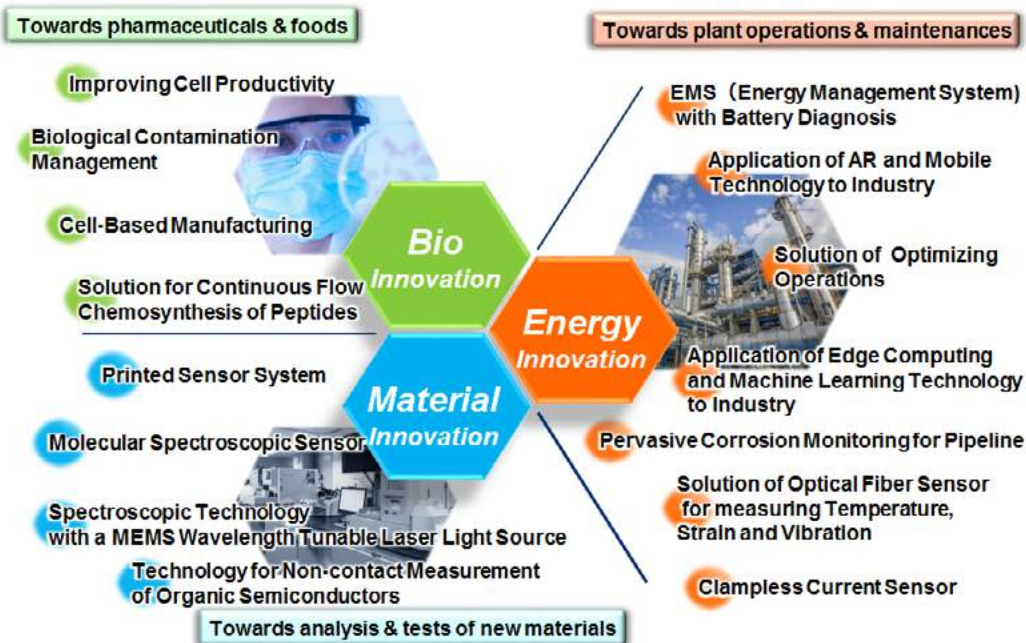 Towards pharmaceuticals & foods
Improving Cell Productivity
Biological Contamination
Management
Cell-Based Manufacturing
Solution for Continuous Flow
Chemosynthesis of Peptides
Bio
Innovation
Towards plant operations & maintenances
EMS (Energy Management System)
with Battery Diagnosis
Application of AR and Mobile
Technology to Industry
Solution of Optimizing
Operations
Energy
Innovation
Application of Edge Computing
and Machine Learning Technology
to Industry
Pervasive Corrosion Monitoring for Pipeline
Solution of Optical Fiber Sensor
for measuring Temperature,
Strain and Vibration
Clampless Current Sensor
Material
Innovation
Printed Sensor System
Molecular Spectroscopic Sensor
Spectroscopic Technology
with a MEMS Wavelength Tunable Laser Light Source
Technology for Non-contact Measurement
of Organic Semiconductors
Towards analysis & tests of new materials